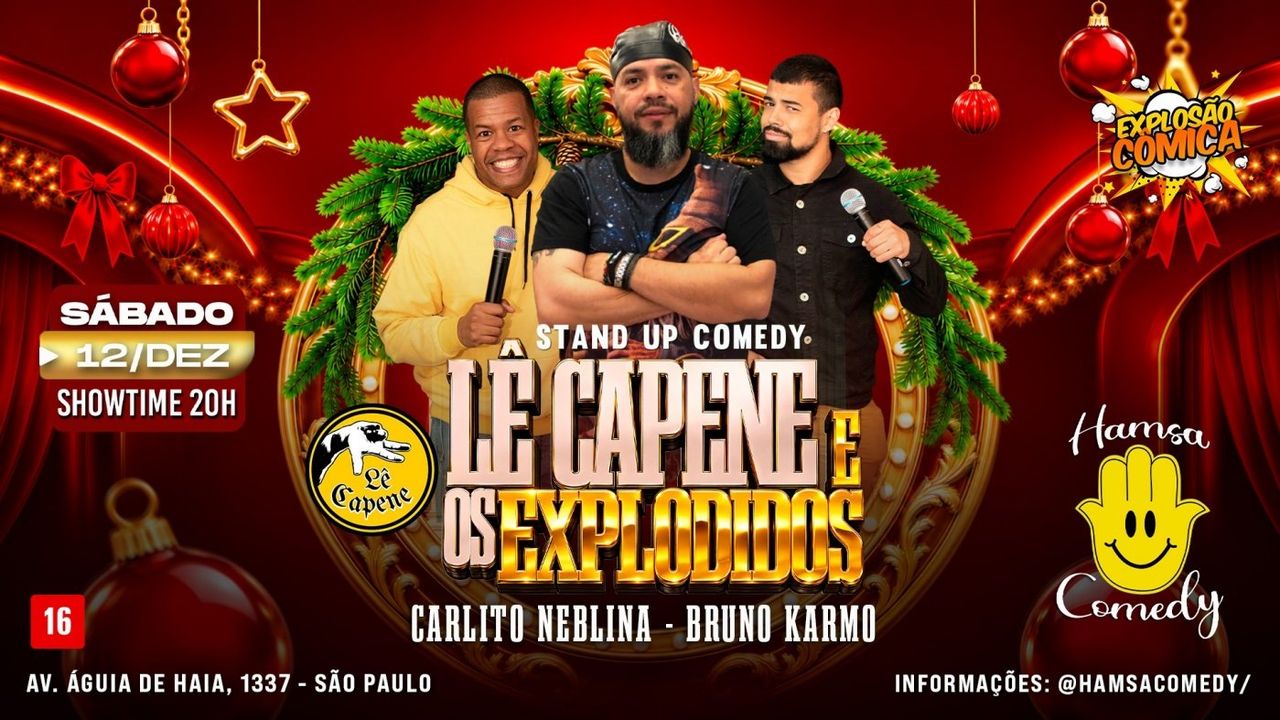 EXPLOSÃO
CÔMICA
SÁBADO
12/DEZ
SHOWTIME 20H
STAND UP COMEDY
LÊ CAPENE E
OS EXPLODIDOS
Lê
Capene
CARLITO NEBLINA - BRUNO KARMO
Hamsa
Comedy
16
AV. ÁGUIA DE HAIA, 1337 - SÃO PAULO
INFORMAÇÕES: @HAMSACOMEDY/